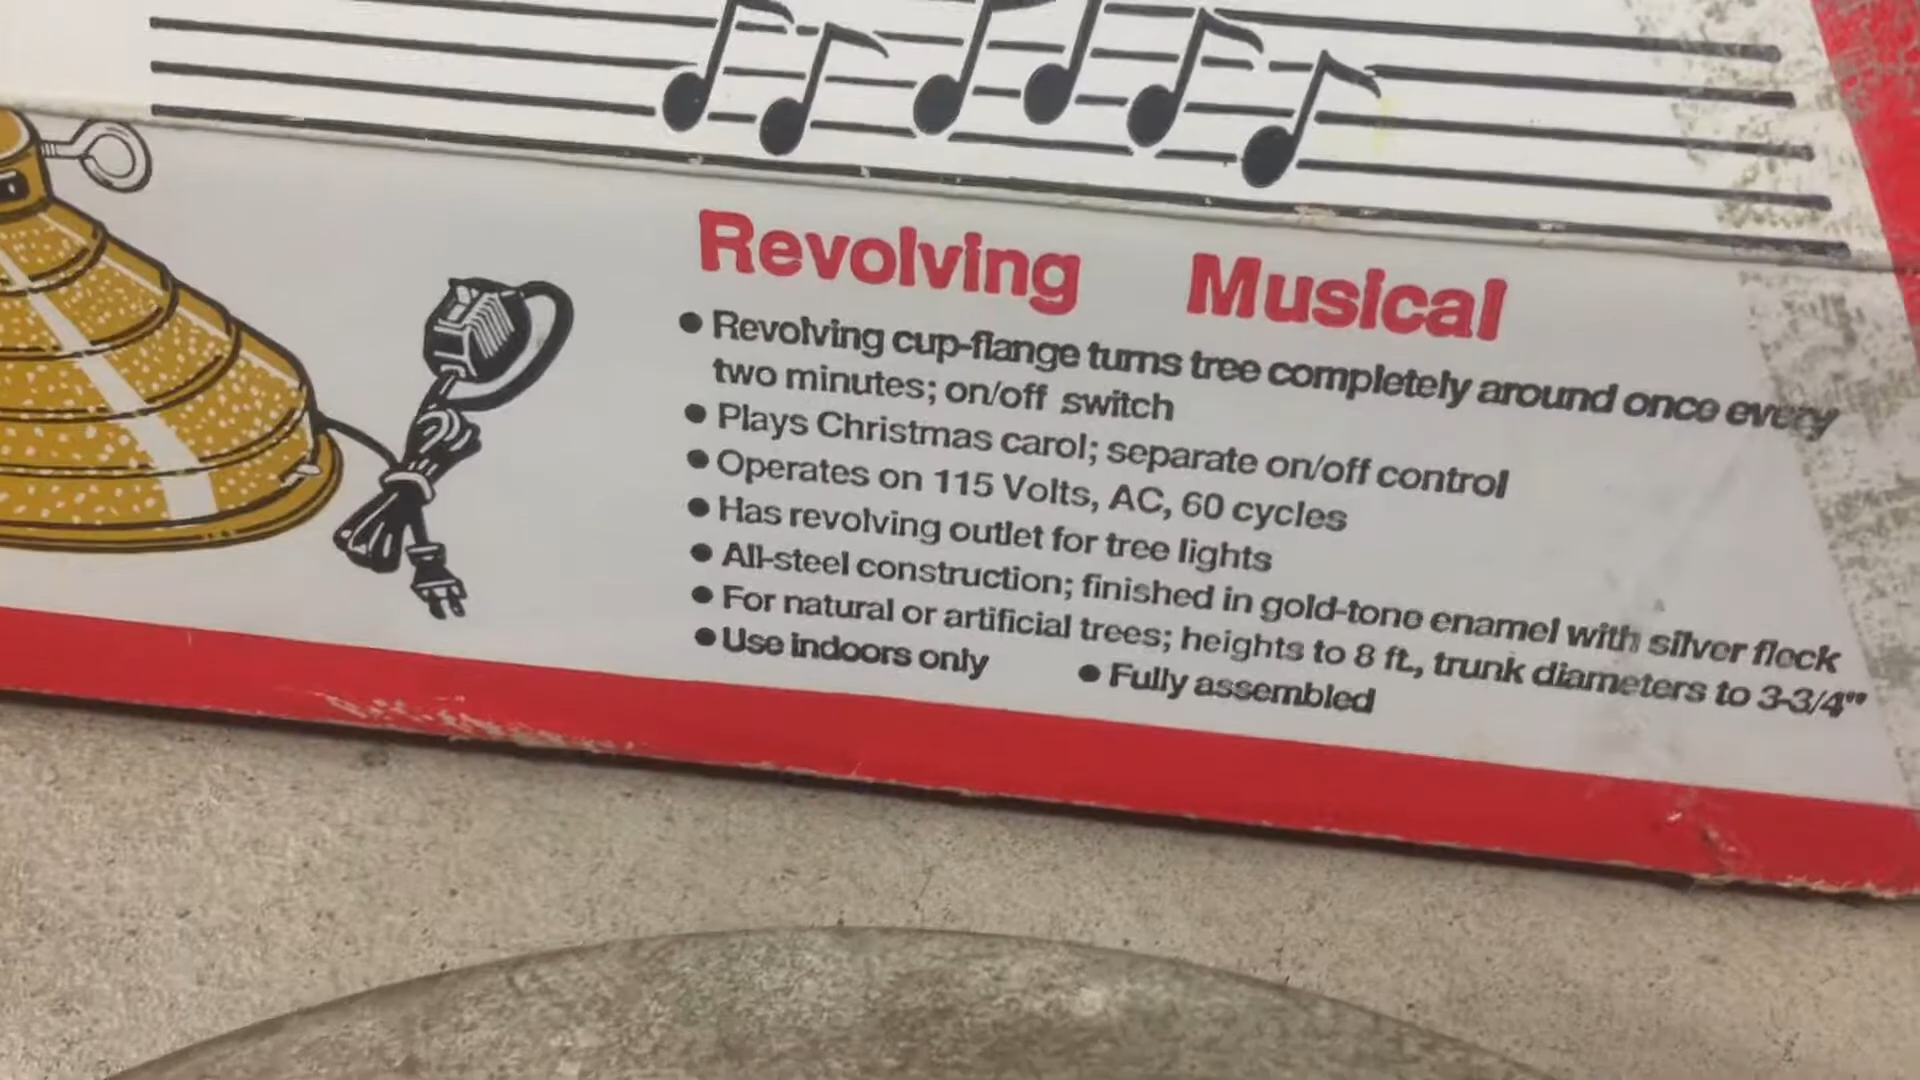 Revolving Musical
• Revolving cup-flange turns tree completely around once every
two minutes; on/off switch
• Plays Christmas carol; separate on/off control
• Operates on 115 Volts, AC, 60 cycles
• Has revolving outlet for tree lights
• All-steel construction; finished in gold-tone enamel with silver fleck
• For natural or artificial trees; heights to 8 ft., trunk diameters to 3-3/4"
• Use indoors only • Fully assembled